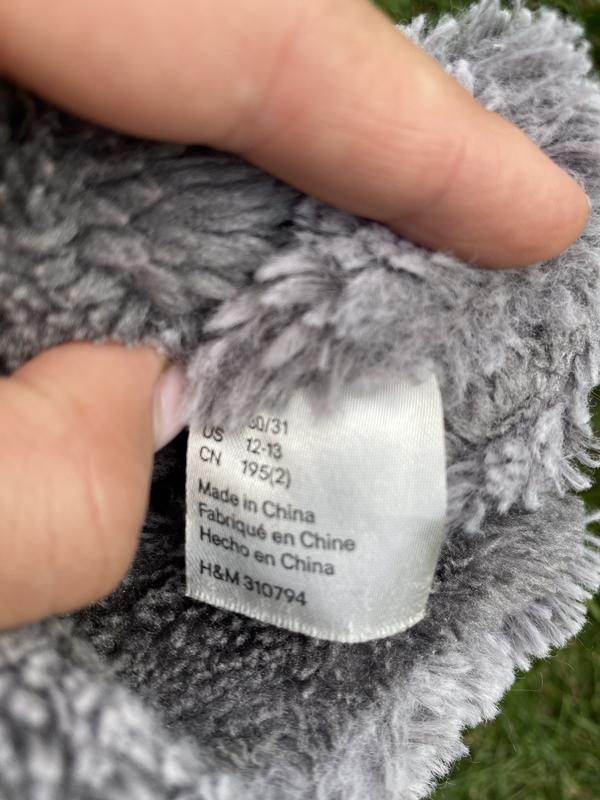 30/31
US 12-13
CN 195(2)
Made in China
Fabriqué en Chine
Hecho en China
H&M 310794